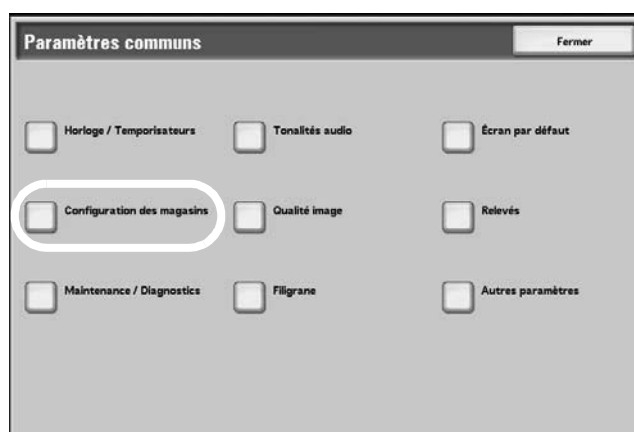 Paramètres communs
Fermer
Horloge / Temporisateurs
Tonalités audio
Écran par défaut
Configuration des magasins
Qualité image
Relevés
Maintenance / Diagnostics
Filigrane
Autres paramètres